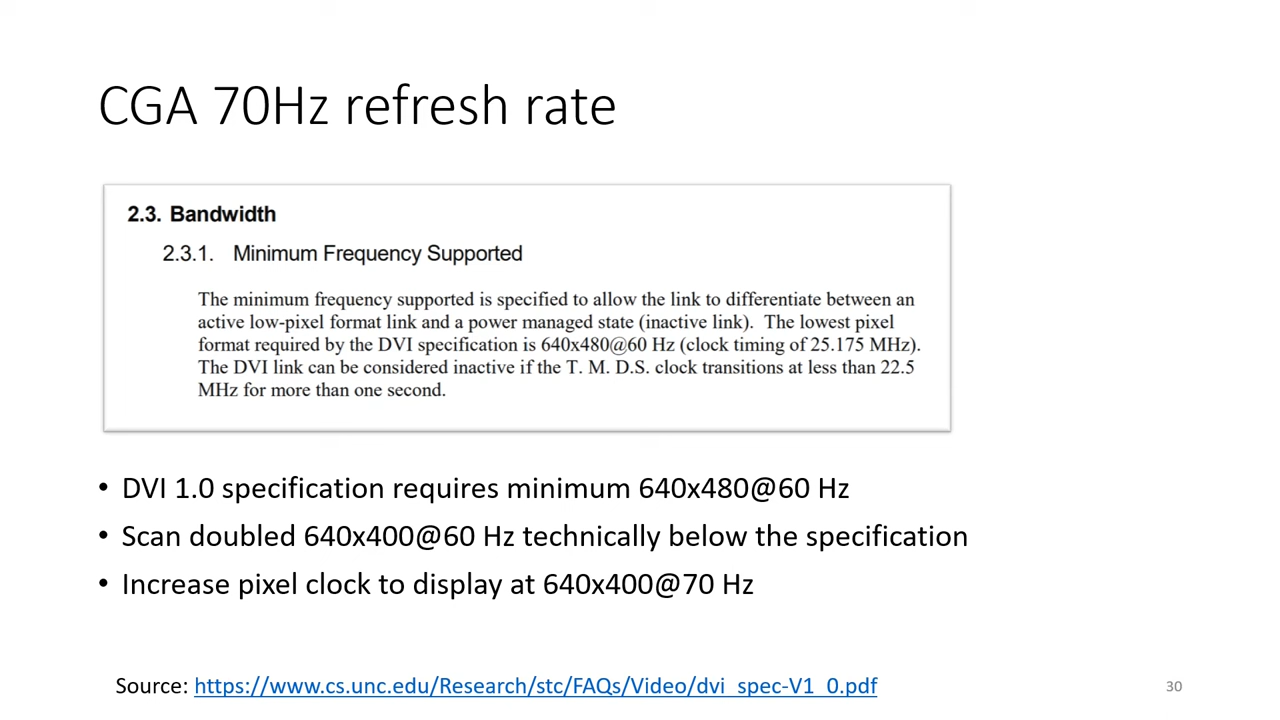 CGA 70Hz refresh rate
2.3. Bandwidth
2.3.1. Minimum Frequency Supported
The minimum frequency supported is specified to allow the link to differentiate between an
active low-pixel format link and a power managed state (inactive link). The lowest pixel
format required by the DVI specification is 640x480@60 Hz (clock timing of 25.175 MHz).
The DVI link can be considered inactive if the T. M. D.S. clock transitions at less than 22.5
MHz for more than one second.
• DVI 1.0 specification requires minimum 640x480@60 Hz
• Scan doubled 640x400@60 Hz technically below the specification
• Increase pixel clock to display at 640x400@70 Hz
Source: https://www.cs.unc.edu/Research/stc/FAQs/Video/dvi_spec-V1_0.pdf
30